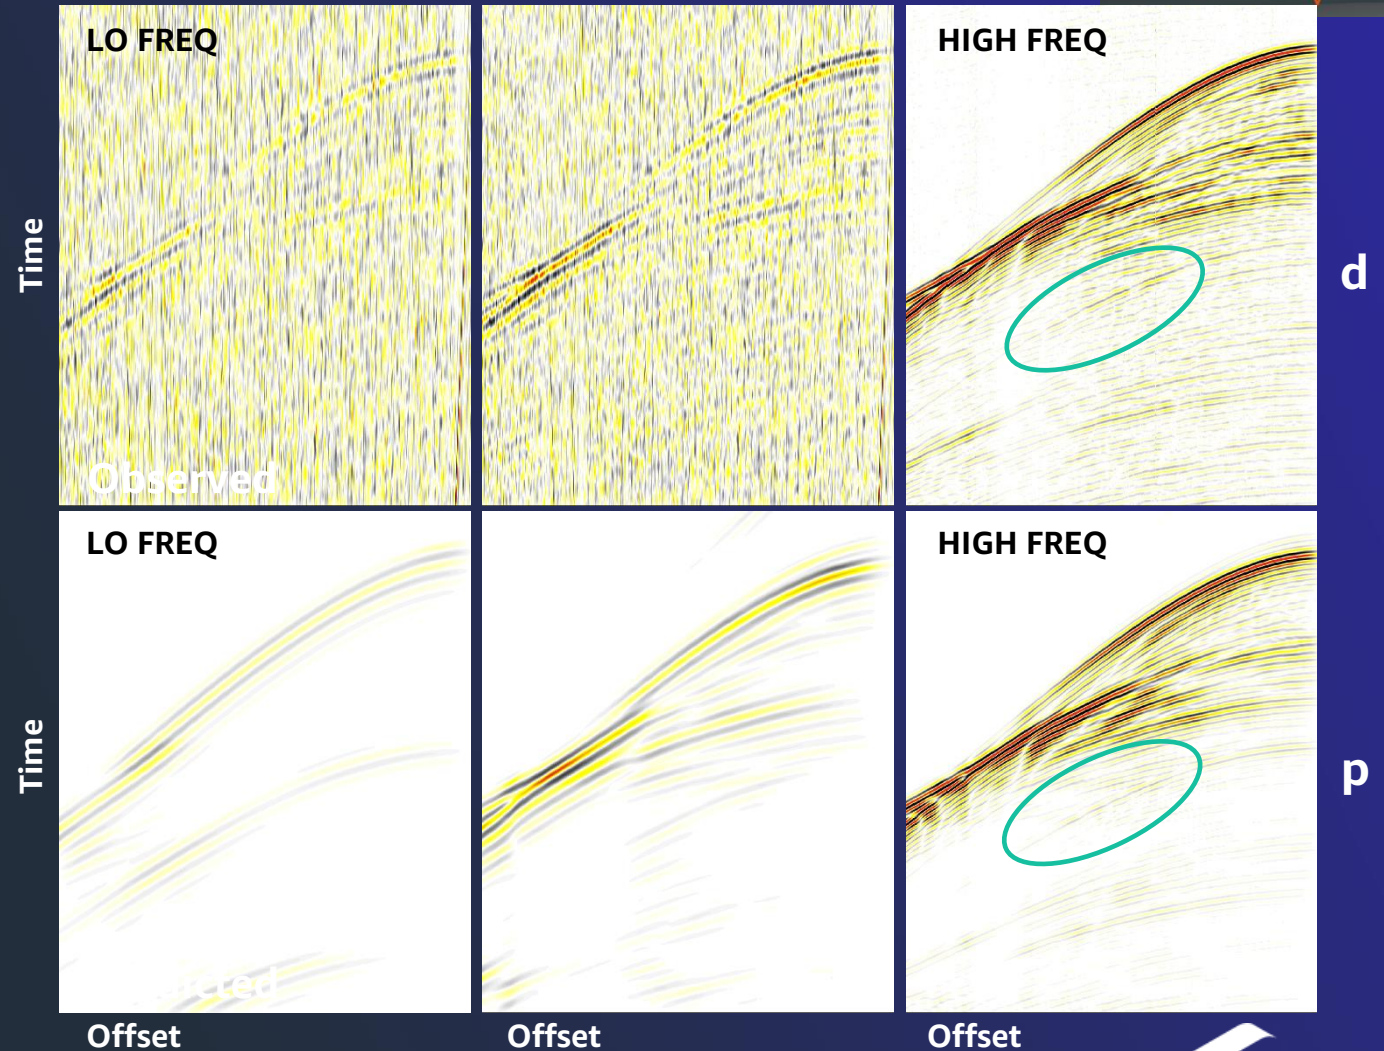 LO FREQ
HIGH FREQ
Time
d
Observed
LO FREQ
HIGH FREQ
Time
p
Offset
Offset
Offset